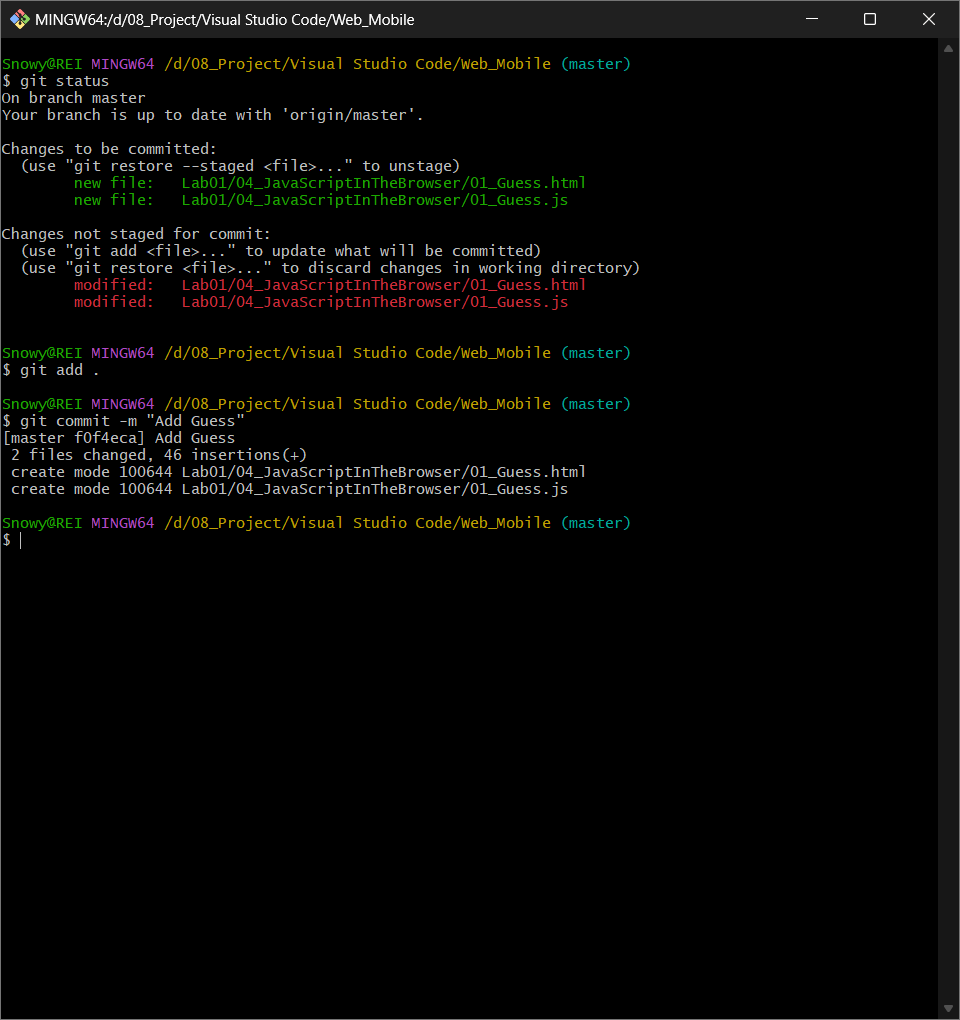 MINGW64:/d/08_Project/Visual Studio Code/Web_Mobile
Snowy@REI MINGW64 /d/08_Project/Visual Studio Code/Web_Mobile (master)
$ git status
On branch master
Your branch is up to date with 'origin/master'.
Changes to be committed:
  (use "git restore --staged <file>..." to unstage)
        new file:   Lab01/04_JavaScriptInTheBrowser/01_Guess.html
        new file:   Lab01/04_JavaScriptInTheBrowser/01_Guess.js
Changes not staged for commit:
  (use "git add <file>..." to update what will be committed)
  (use "git restore <file>..." to discard changes in working directory)
        modified:   Lab01/04_JavaScriptInTheBrowser/01_Guess.html
        modified:   Lab01/04_JavaScriptInTheBrowser/01_Guess.js
Snowy@REI MINGW64 /d/08_Project/Visual Studio Code/Web_Mobile (master)
$ git add .
Snowy@REI MINGW64 /d/08_Project/Visual Studio Code/Web_Mobile (master)
$ git commit -m "Add Guess"
[master f0f4eca] Add Guess
 2 files changed, 46 insertions(+)
 create mode 100644 Lab01/04_JavaScriptInTheBrowser/01_Guess.html
 create mode 100644 Lab01/04_JavaScriptInTheBrowser/01_Guess.js
Snowy@REI MINGW64 /d/08_Project/Visual Studio Code/Web_Mobile (master)
$